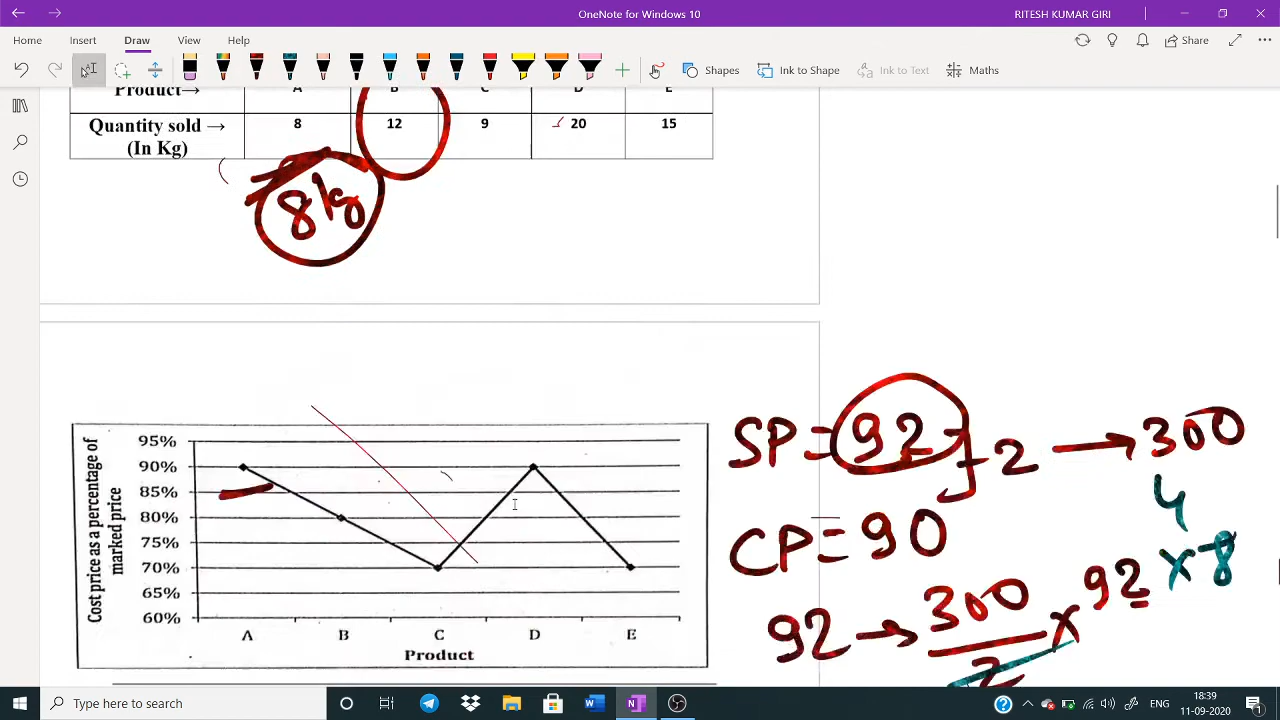 OneNote for Windows 10
RITESH KUMAR GIRI
Home Insert Draw View Help
Share
Shapes
Ink to Shape
Ink to Text
Maths
Product→ A B C D E
Quantity sold → 8 12 9 20 15
(In Kg)
8kg
Cost price as a percentage of
marked price
95%
90%
85%
80%
75%
70%
65%
60%
A B C D E
Product
SP=92 2 → 300
4
CP=90
92 → 300/2 × 92 × 8
Type here to search
ENG
18:39
11-09-2020